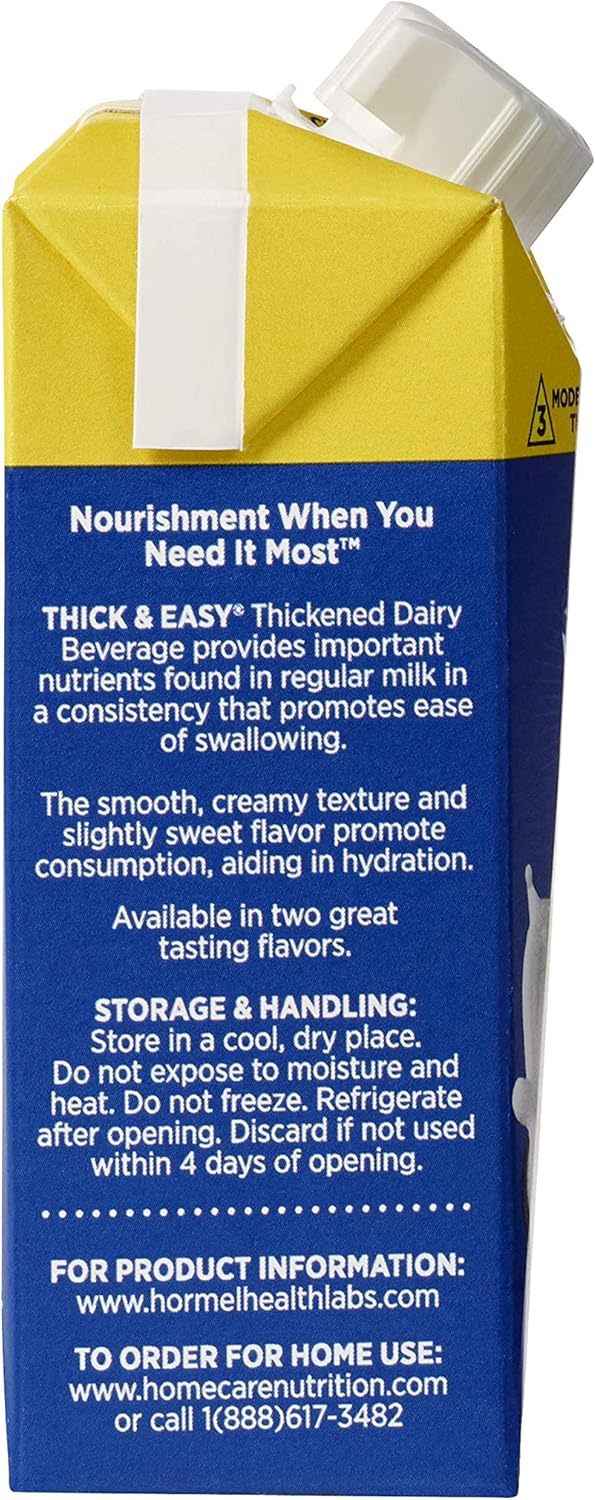 3
MODE
Nourishment When You
Need It Most™
THICK & EASY® Thickened Dairy
Beverage provides important
nutrients found in regular milk in
a consistency that promotes ease
of swallowing.
The smooth, creamy texture and
slightly sweet flavor promote
consumption, aiding in hydration.
Available in two great
tasting flavors.
STORAGE & HANDLING:
Store in a cool, dry place.
Do not expose to moisture and
heat. Do not freeze. Refrigerate
after opening. Discard if not used
within 4 days of opening.
FOR PRODUCT INFORMATION:
www.hormelhealthlabs.com
TO ORDER FOR HOME USE:
www.homecarenutrition.com
or call 1(888)617-3482